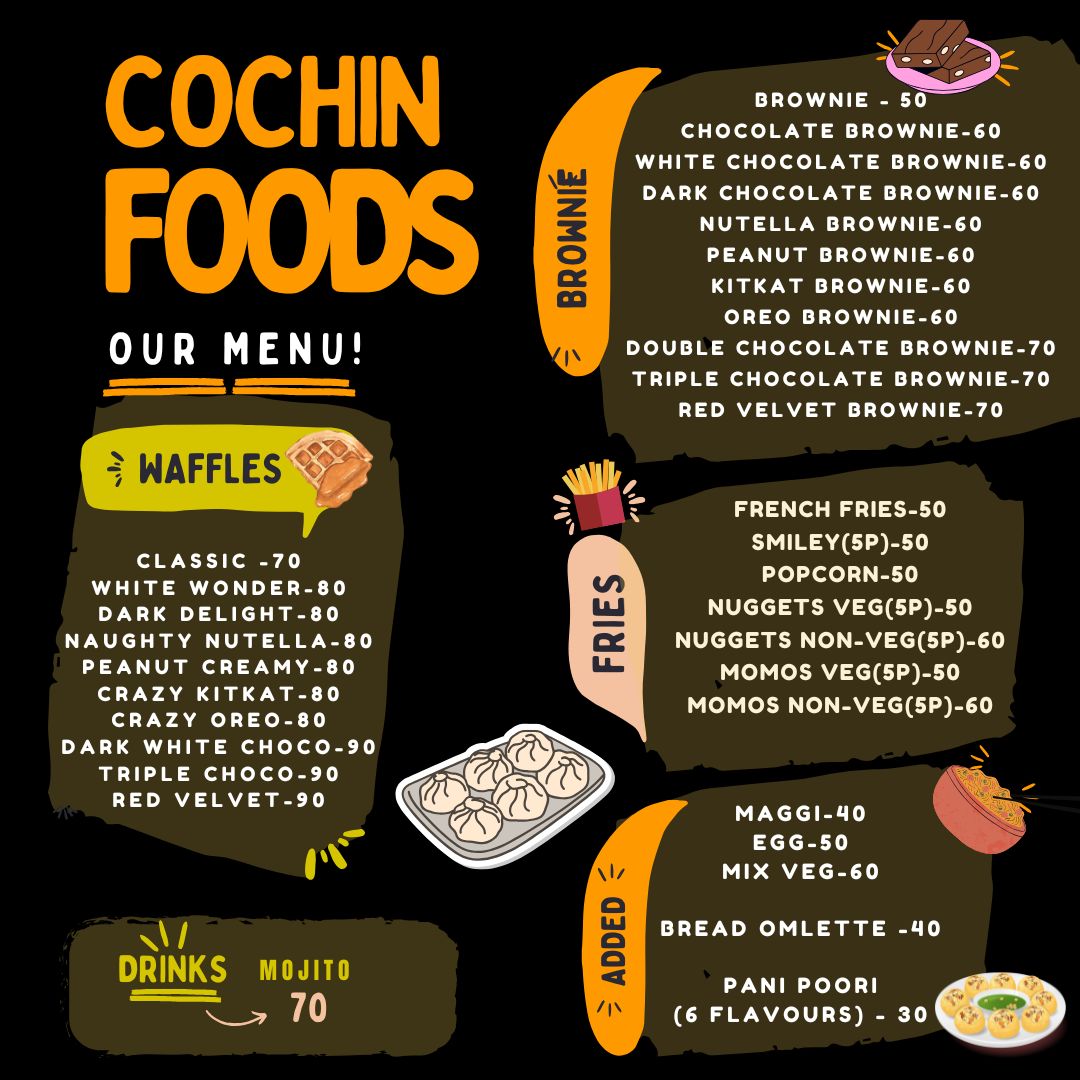 COCHIN
FOODS
OUR MENU!
WAFFLES
CLASSIC -70
WHITE WONDER-80
DARK DELIGHT-80
NAUGHTY NUTELLA-80
PEANUT CREAMY-80
CRAZY KITKAT-80
CRAZY OREO-80
DARK WHITE CHOCO-90
TRIPLE CHOCO-90
RED VELVET-90
DRINKS
MOJITO
70
BROWNIE
BROWNIE - 50
CHOCOLATE BROWNIE-60
WHITE CHOCOLATE BROWNIE-60
DARK CHOCOLATE BROWNIE-60
NUTELLA BROWNIE-60
PEANUT BROWNIE-60
KITKAT BROWNIE-60
OREO BROWNIE-60
DOUBLE CHOCOLATE BROWNIE-70
TRIPLE CHOCOLATE BROWNIE-70
RED VELVET BROWNIE-70
FRIES
FRENCH FRIES-50
SMILEY(5P)-50
POPCORN-50
NUGGETS VEG(5P)-50
NUGGETS NON-VEG(5P)-60
MOMOS VEG(5P)-50
MOMOS NON-VEG(5P)-60
ADDED
MAGGI-40
EGG-50
MIX VEG-60
BREAD OMLETTE -40
PANI POORI
(6 FLAVOURS) - 30